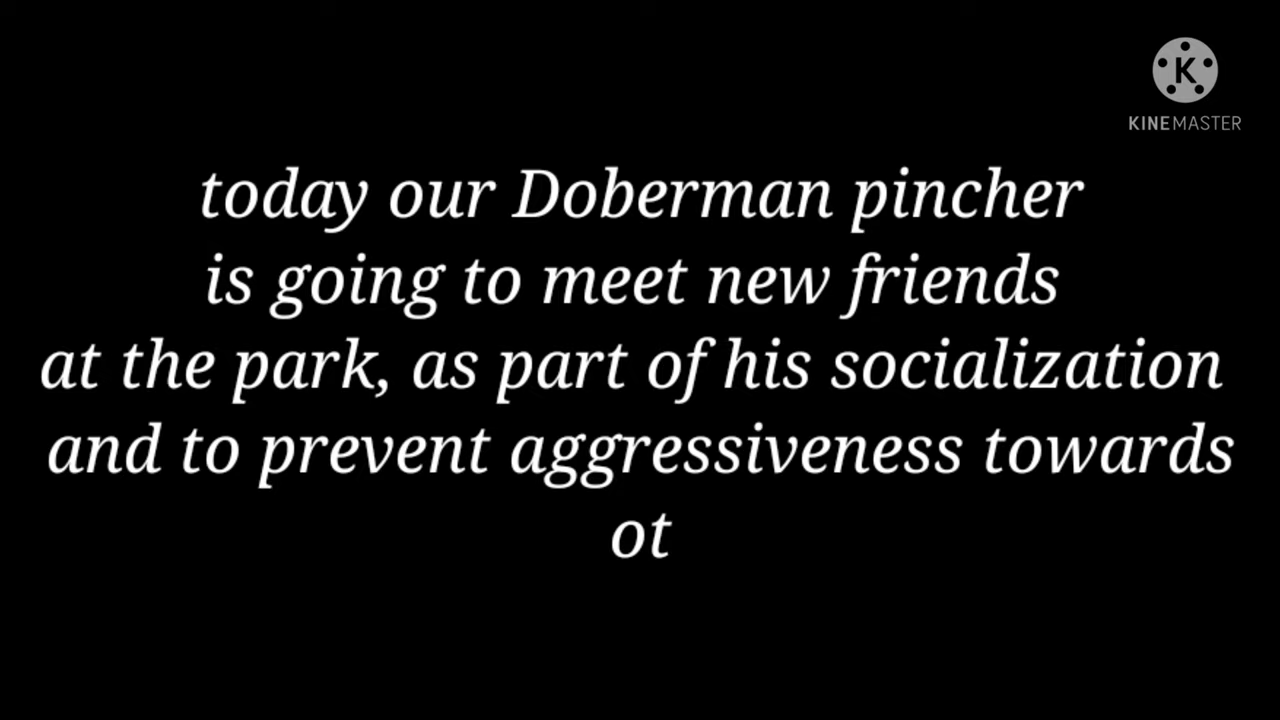 K
KINEMASTER
today our Doberman pincher
is going to meet new friends
at the park, as part of his socialization
and to prevent aggressiveness towards
ot